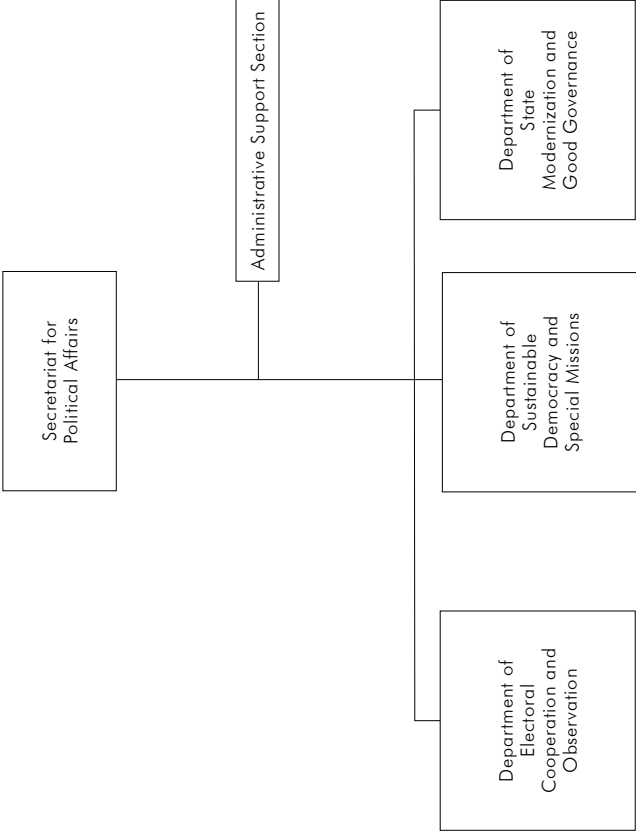 Secretariat for
Political Affairs
Administrative Support Section
Department of
Electoral
Cooperation and
Observation
Department of
Sustainable
Democracy and
Special Missions
Department of
State
Modernization and
Good Governance